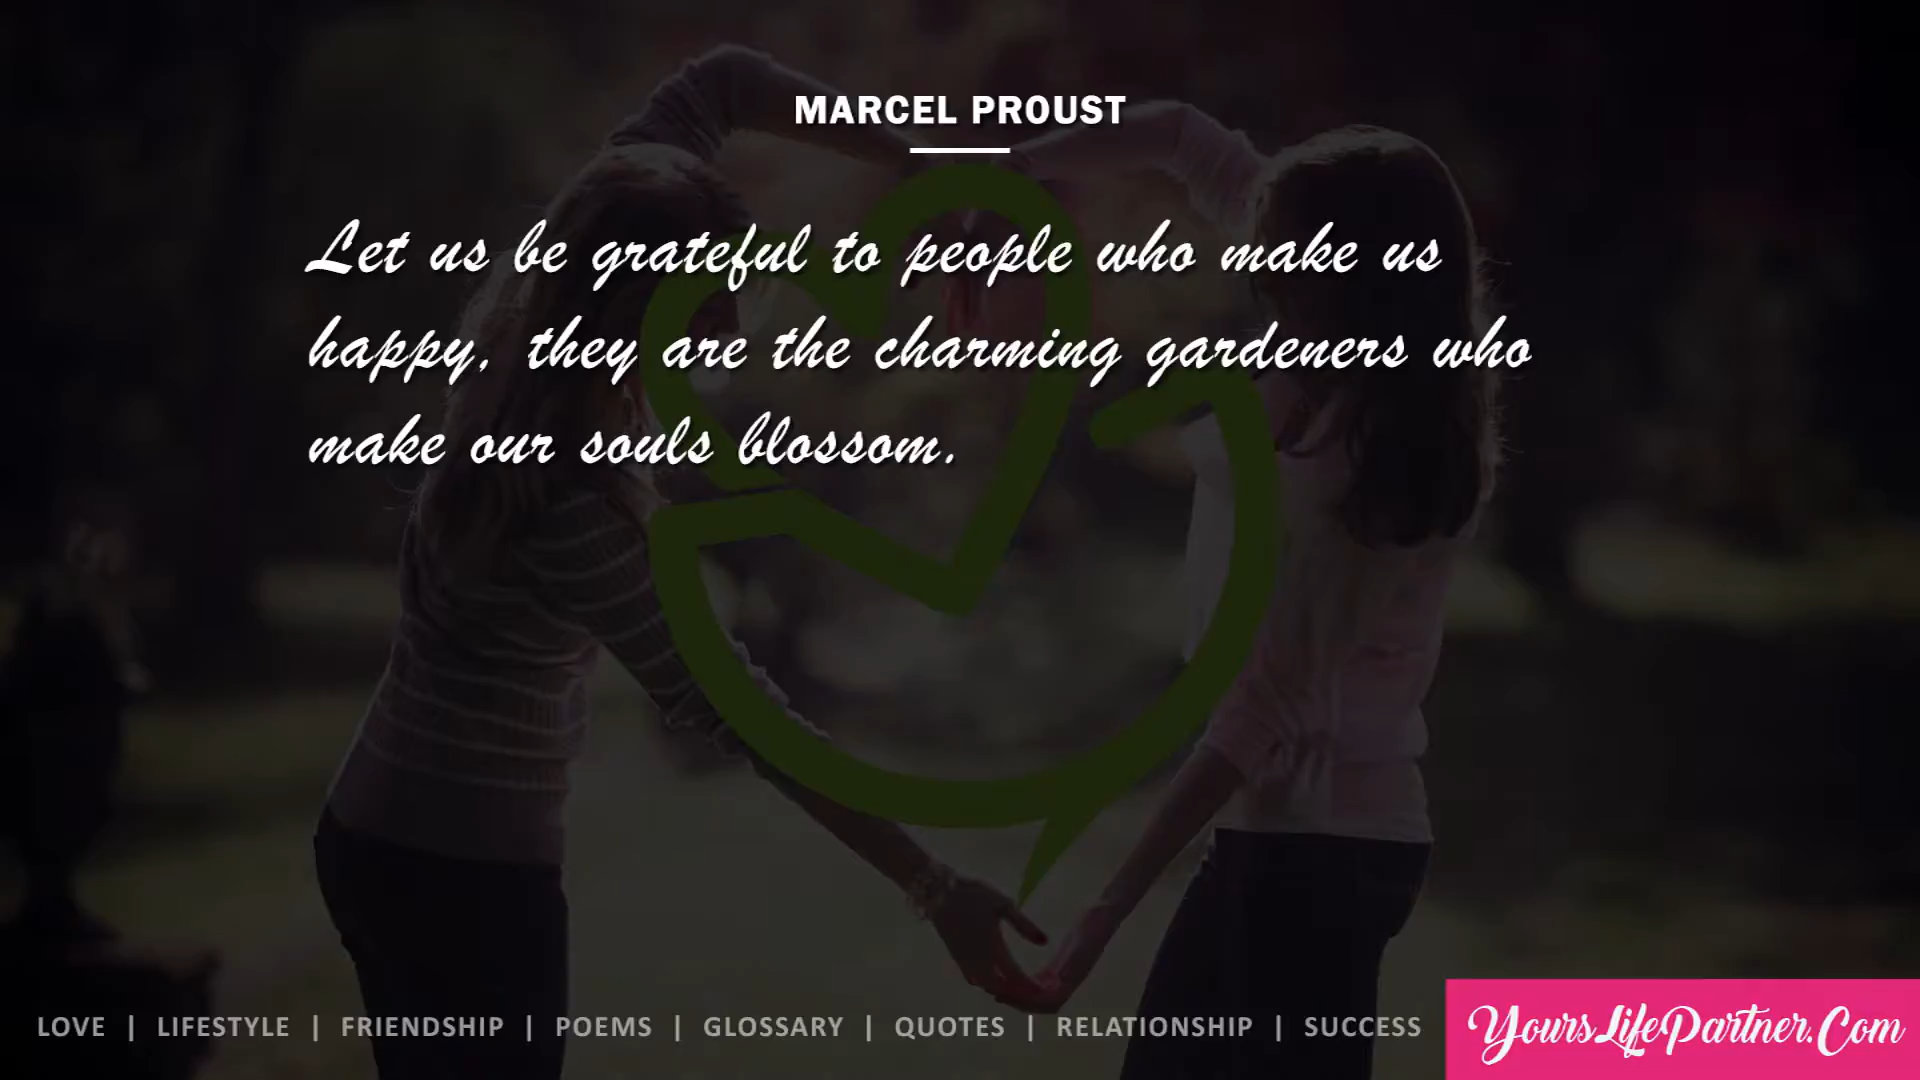 MARCEL PROUST
Let us be grateful to people who make us
happy, they are the charming gardeners who
make our souls blossom.
LOVE | LIFESTYLE | FRIENDSHIP | POEMS | GLOSSARY | QUOTES | RELATIONSHIP | SUCCESS
YoursLifePartner.Com